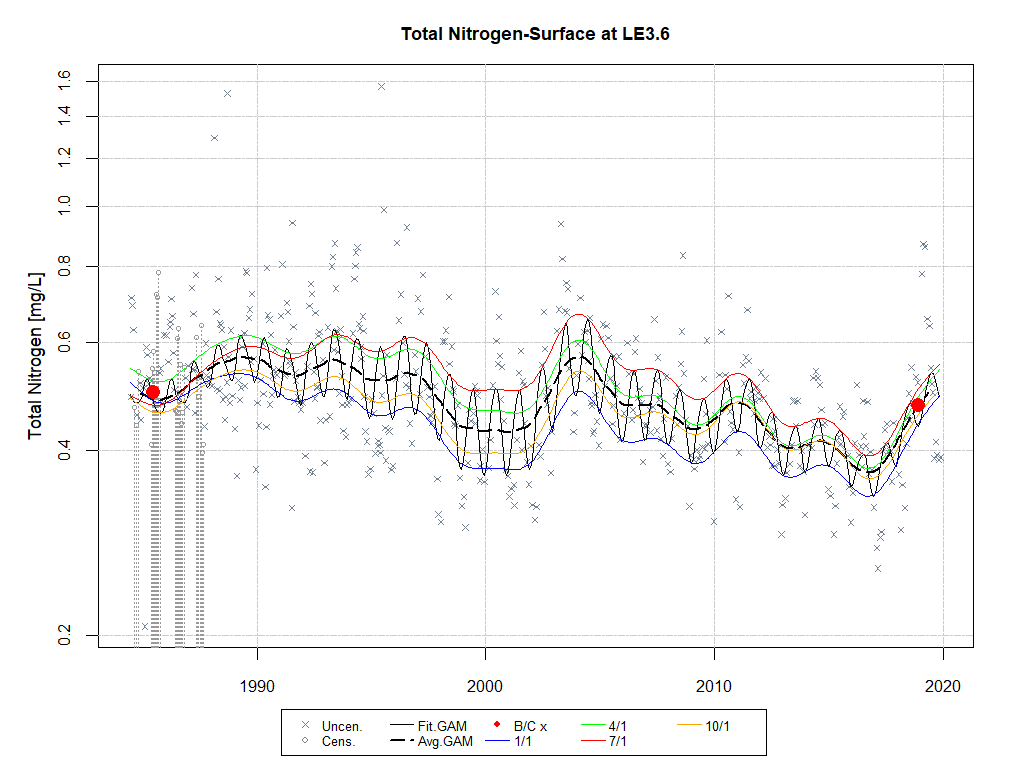 Total Nitrogen-Surface at LE3.6
Total Nitrogen [mg/L]
1.6
1.4
1.2
1.0
0.8
0.6
0.4
0.2
1990 2000 2010 2020
Uncen. Fit.GAM B/C x 4/1 10/1
Cens. Avg.GAM 1/1 7/1